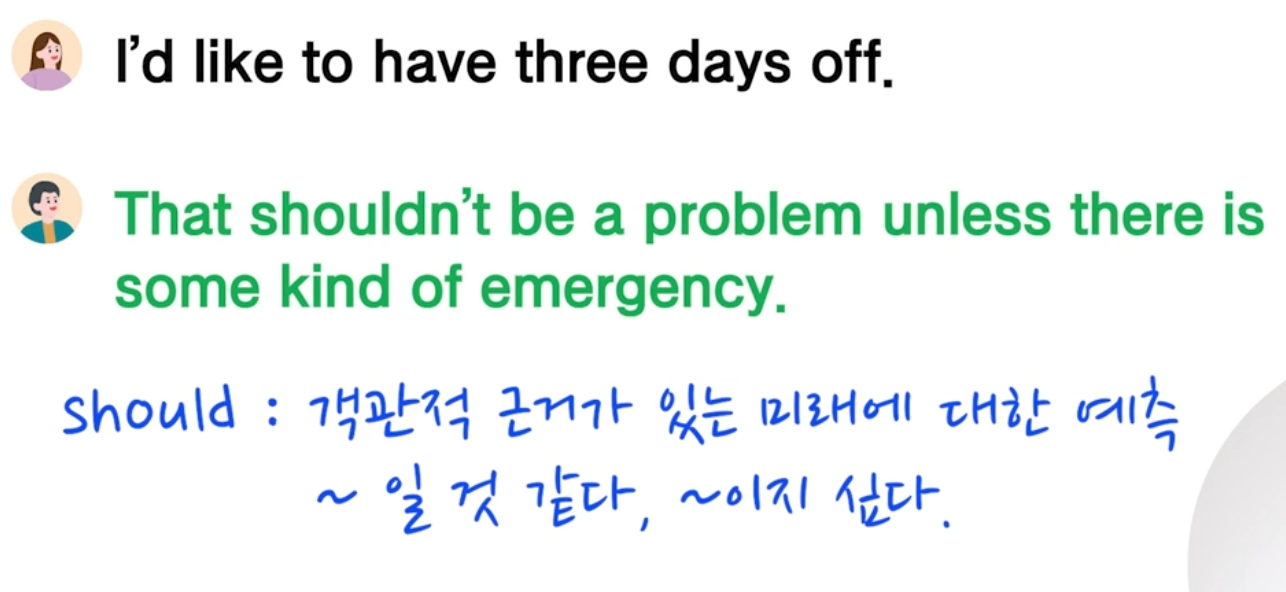 I'd like to have three days off.
That shouldn't be a problem unless there is
some kind of emergency.
should : 객관적 근거가 있는 미래에 대한 예측
~ 일 것 같다, ~이지 싶다.